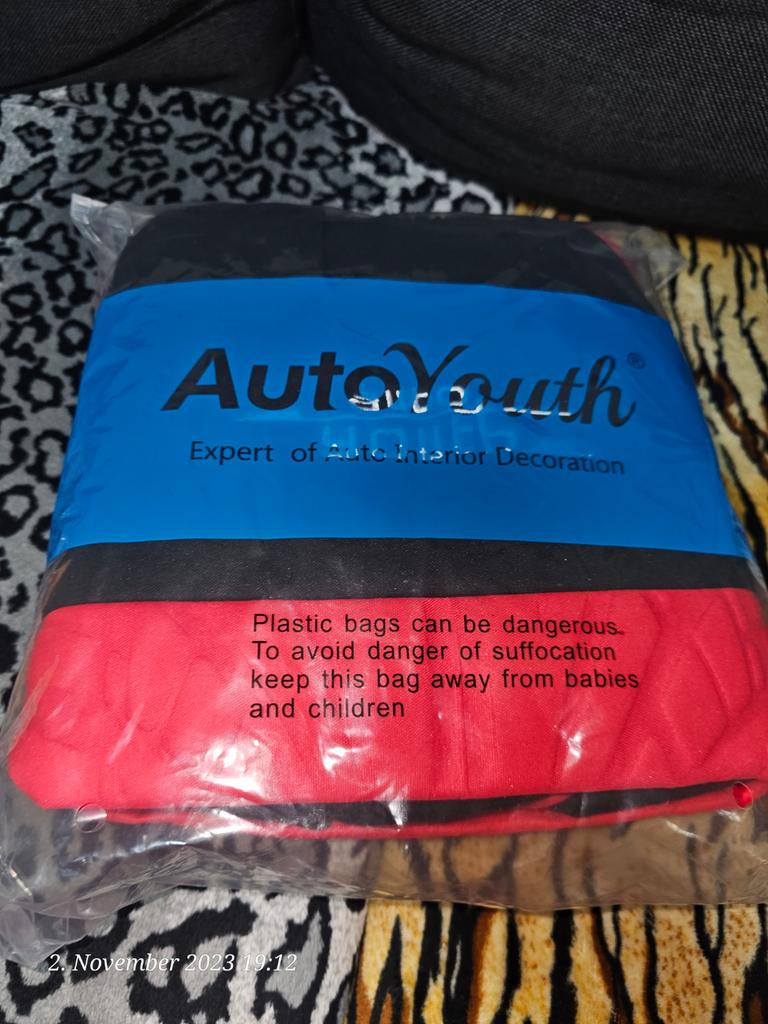 AutoYouth®
Expert of Auto Interior Decoration
Plastic bags can be dangerous.
To avoid danger of suffocation
keep this bag away from babies
and children
2. November 2023 19:12